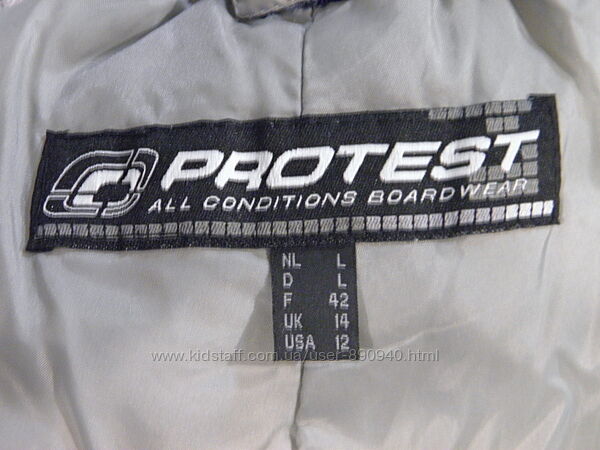 PROTEST
ALL CONDITIONS BOARDWEAR
NL L
D L
F 42
UK 14
USA 12
www.kidstaff.com.ua/user-890940.html